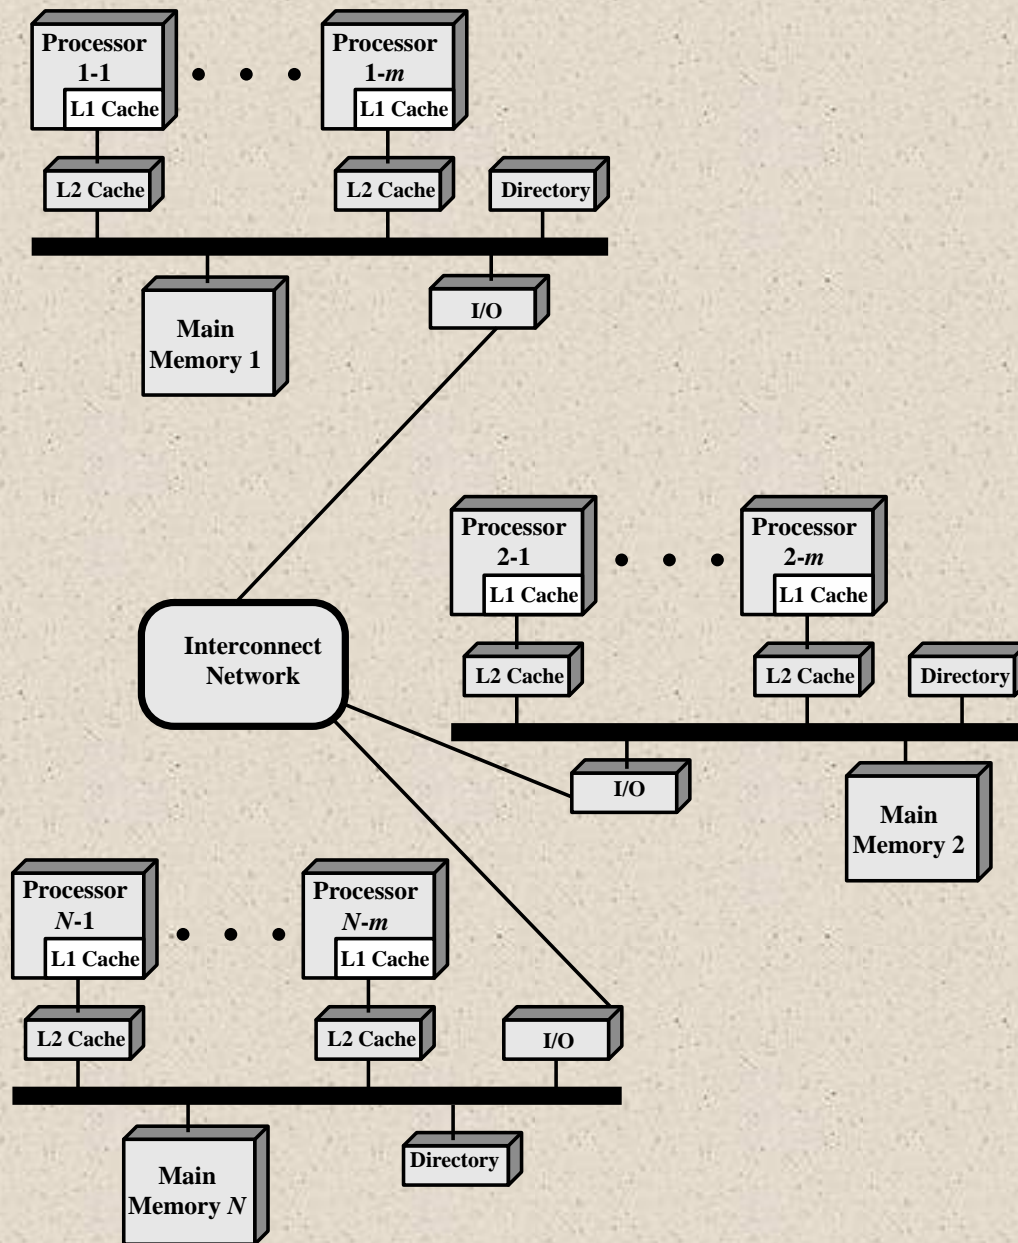 Processor
1-1
L1 Cache
Processor
1-m
L1 Cache
L2 Cache
L2 Cache
Directory
Main
Memory 1
I/O
Processor
2-1
L1 Cache
Processor
2-m
L1 Cache
Interconnect
Network
L2 Cache
L2 Cache
Directory
I/O
Main
Memory 2
Processor
N-1
L1 Cache
Processor
N-m
L1 Cache
L2 Cache
L2 Cache
I/O
Main
Memory N
Directory